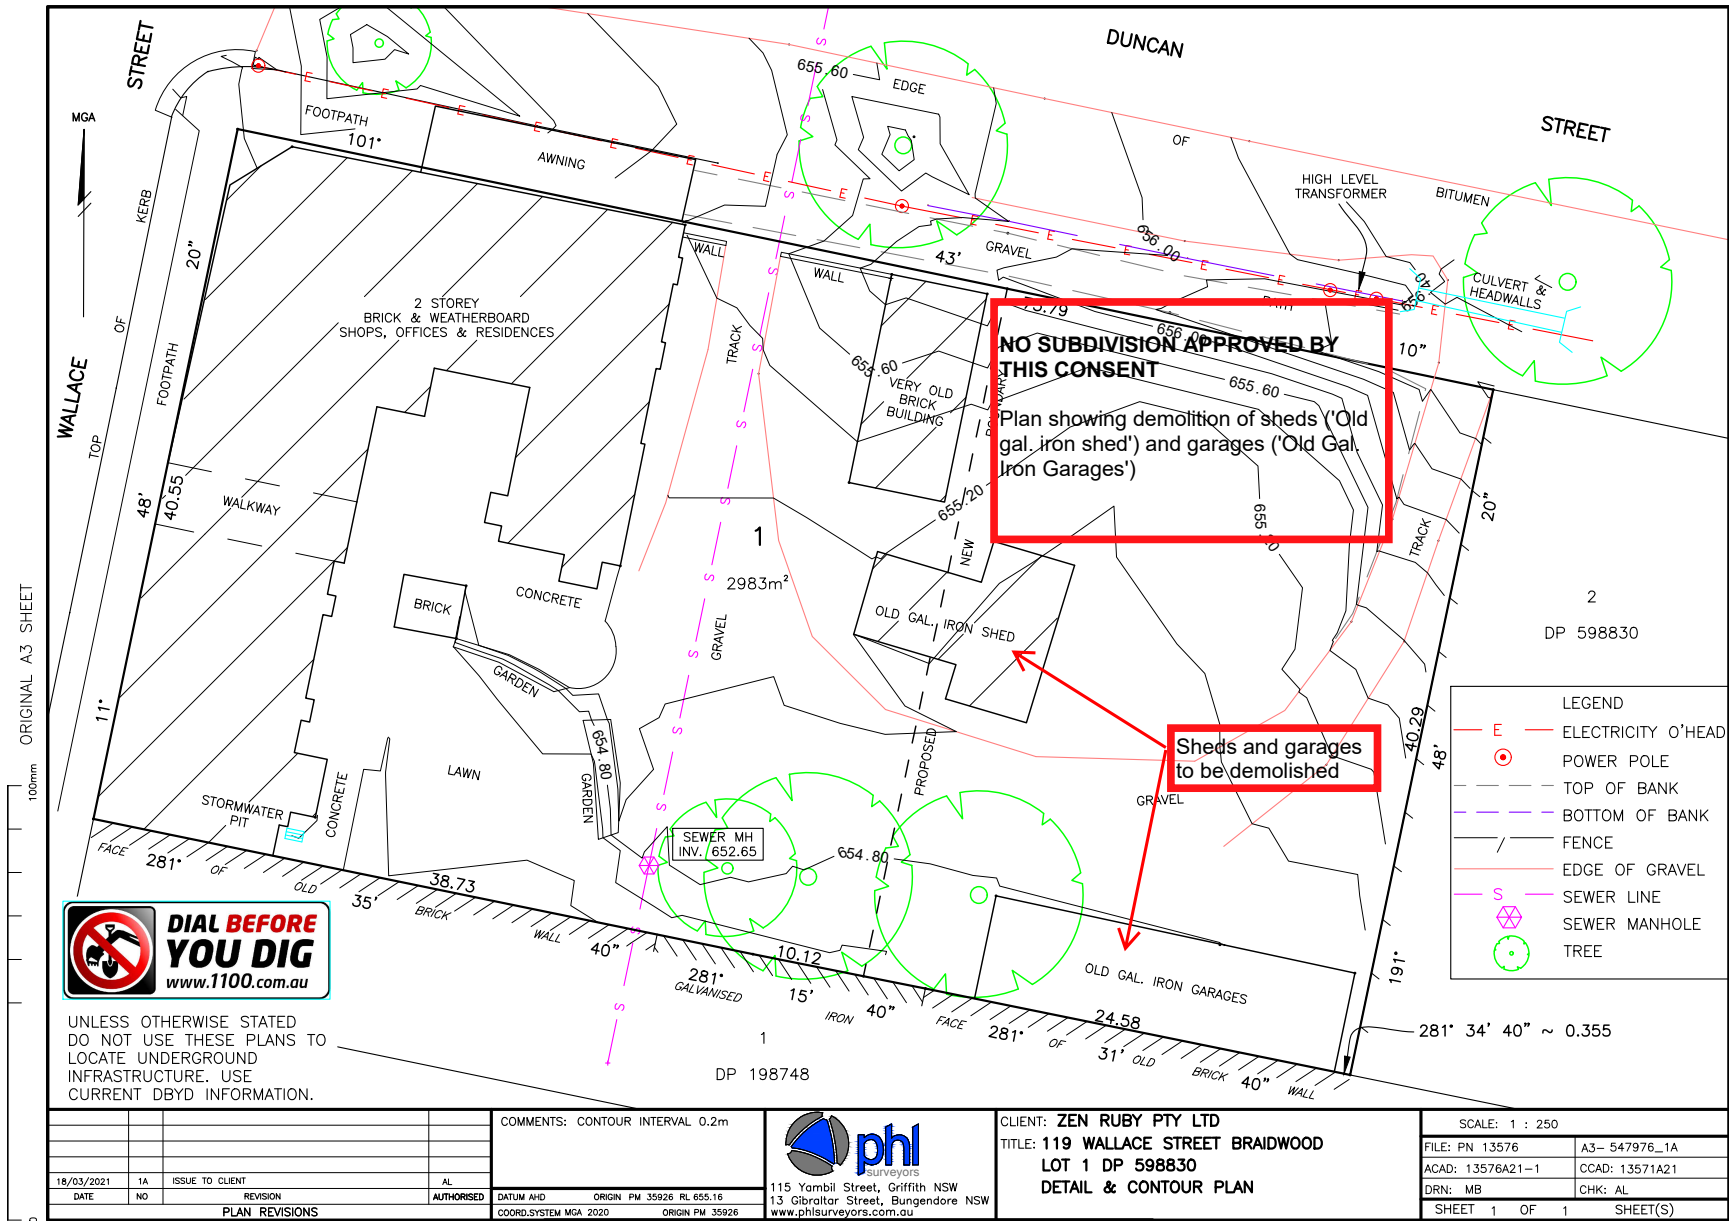 STREET
DUNCAN
STREET
MGA
655.60
EDGE
OF
BITUMEN
HIGH LEVEL
TRANSFORMER
FOOTPATH
101°
AWNING
KERB
OF
TOP
WALLACE
FOOTPATH
20"
48'
40.55
11°
2 STOREY
BRICK & WEATHERBOARD
SHOPS, OFFICES & RESIDENCES
WALL
WALL
TRACK
43'
GRAVEL
656.00
PATH
CULVERT &
HEADWALLS
656.40
73.79
656.00
10"
655.60
655.60
NO SUBDIVISION APPROVED BY
THIS CONSENT
Plan showing demolition of sheds ('Old
gal. iron shed') and garages ('Old Gal.
Iron Garages')
VERY OLD
BRICK
BUILDING
BOUNDARY
NEW
PROPOSED
655.20
655.20
TRACK
20"
WALKWAY
1
2983m²
BRICK
CONCRETE
GRAVEL
OLD GAL. IRON SHED
2
DP 598830
GARDEN
654.80
GARDEN
LAWN
CONCRETE
STORMWATER
PIT
Sheds and garages
to be demolished
GRAVEL
40.29
48'
191°
SEWER MH
INV. 652.65
654.80
OLD GAL. IRON GARAGES
FACE
281°
OF
OLD
35'
38.73
BRICK
WALL
40"
281°
GALVANISED
10.12
15'
IRON
40"
FACE
281°
24.58
OF
31'
OLD
BRICK
40"
WALL
281° 34' 40" ~ 0.355
1
DP 198748
LEGEND
E ELECTRICITY O'HEAD
POWER POLE
TOP OF BANK
BOTTOM OF BANK
FENCE
EDGE OF GRAVEL
S SEWER LINE
SEWER MANHOLE
TREE
ORIGINAL A3 SHEET
100mm
0
DIAL BEFORE
YOU DIG
www.1100.com.au
UNLESS OTHERWISE STATED
DO NOT USE THESE PLANS TO
LOCATE UNDERGROUND
INFRASTRUCTURE. USE
CURRENT DBYD INFORMATION.
18/03/2021 1A ISSUE TO CLIENT AL
DATE NO REVISION AUTHORISED
PLAN REVISIONS
COMMENTS: CONTOUR INTERVAL 0.2m
DATUM AHD ORIGIN PM 35926 RL 655.16
COORD.SYSTEM MGA 2020 ORIGIN PM 35926
phl
surveyors
115 Yambil Street, Griffith NSW
13 Gibraltar Street, Bungendore NSW
www.phlsurveyors.com.au
CLIENT: ZEN RUBY PTY LTD
TITLE: 119 WALLACE STREET BRAIDWOOD
LOT 1 DP 598830
DETAIL & CONTOUR PLAN
SCALE: 1 : 250
FILE: PN 13576 A3- 547976_1A
ACAD: 13576A21-1 CCAD: 13571A21
DRN: MB CHK: AL
SHEET 1 OF 1 SHEET(S)